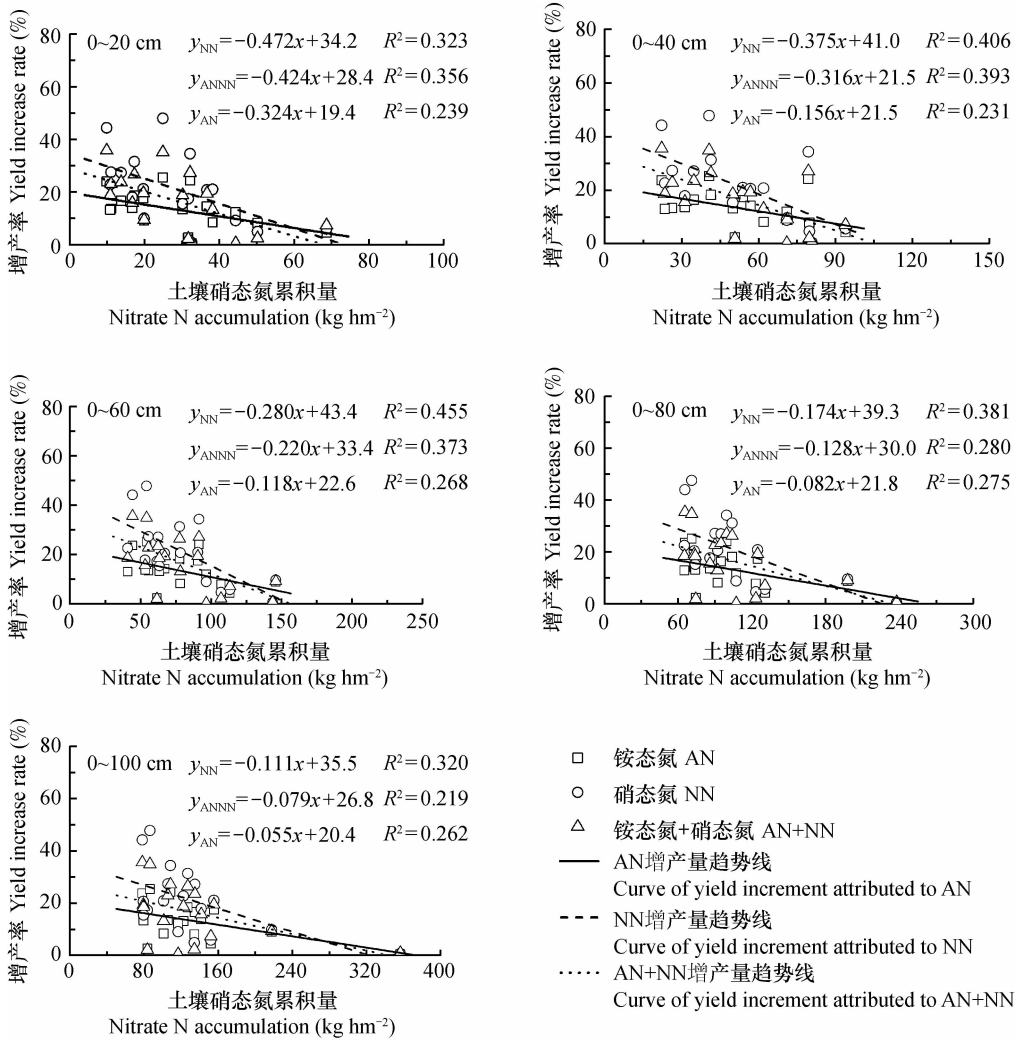 增产率 Yield increase rate (%)
80
60
40
20
0
0~20 cm
yNN=−0.472x+34.2 R²=0.323
yANNN=−0.424x+28.4 R²=0.356
yAN=−0.324x+19.4 R²=0.239
0 20 40 60 80 100
土壤硝态氮累积量
Nitrate N accumulation (kg hm⁻²)
增产率 Yield increase rate (%)
80
60
40
20
0
0~40 cm
yNN=−0.375x+41.0 R²=0.406
yANNN=−0.316x+21.5 R²=0.393
yAN=−0.156x+21.5 R²=0.231
0 30 60 90 120 150
土壤硝态氮累积量
Nitrate N accumulation (kg hm⁻²)
增产率 Yield increase rate (%)
80
60
40
20
0
0~60 cm
yNN=−0.280x+43.4 R²=0.455
yANNN=−0.220x+33.4 R²=0.373
yAN=−0.118x+22.6 R²=0.268
0 50 100 150 200 250
土壤硝态氮累积量
Nitrate N accumulation (kg hm⁻²)
增产率 Yield increase rate (%)
80
60
40
20
0
0~80 cm
yNN=−0.174x+39.3 R²=0.381
yANNN=−0.128x+30.0 R²=0.280
yAN=−0.082x+21.8 R²=0.275
0 60 120 180 240 300
土壤硝态氮累积量
Nitrate N accumulation (kg hm⁻²)
增产率 Yield increase rate (%)
80
60
40
20
0
0~100 cm
yNN=−0.111x+35.5 R²=0.320
yANNN=−0.079x+26.8 R²=0.219
yAN=−0.055x+20.4 R²=0.262
0 80 160 240 320 400
土壤硝态氮累积量
Nitrate N accumulation (kg hm⁻²)
铵态氮 AN
硝态氮 NN
铵态氮+硝态氮 AN+NN
AN增产量趋势线
Curve of yield increment attributed to AN
NN增产量趋势线
Curve of yield increment attributed to NN
AN+NN增产量趋势线
Curve of yield increment attributed to AN+NN